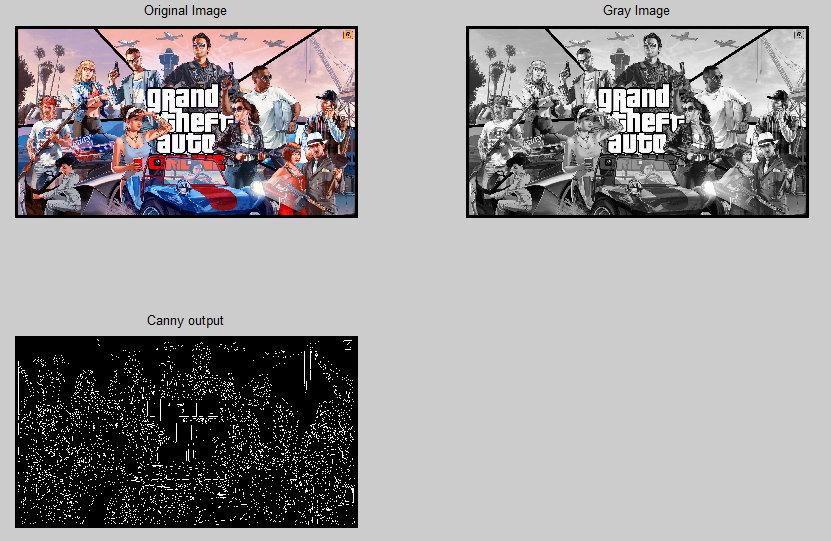 Original Image
Gray Image
grand
theft
auto
grand
theft
auto
Canny output